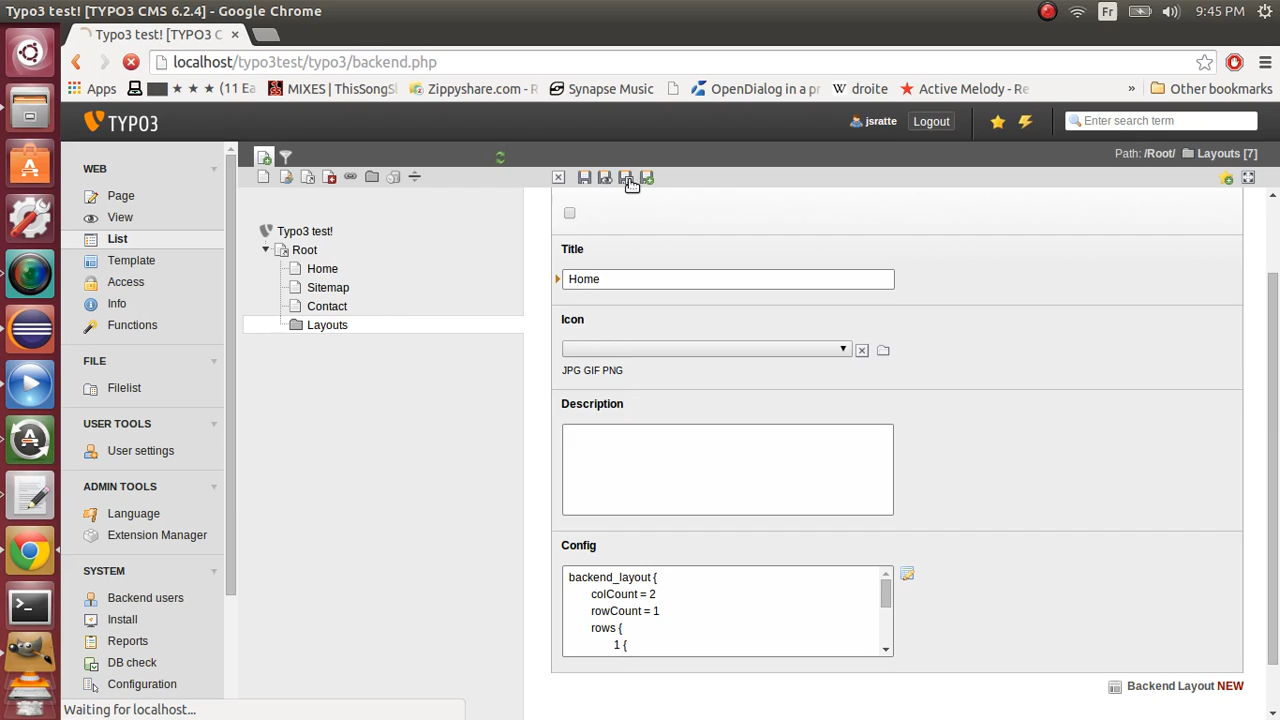 Typo3 test! [TYPO3 CMS 6.2.4] - Google Chrome
Fr
9:45 PM
Typo3 test! [TYPO3 C
localhost/typo3test/typo3/backend.php
Apps
★ ★ ★ (11 Ea
MIXES | ThisSongS
Zippyshare.com - R
Synapse Music
OpenDialog in a pr
W droite
Active Melody - Re
»
Other bookmarks
TYPO3
jsratte
Logout
Enter search term
Path: /Root/ Layouts [7]
WEB
Page
View
List
Template
Access
Info
Functions
FILE
Filelist
USER TOOLS
User settings
ADMIN TOOLS
Language
Extension Manager
SYSTEM
Backend users
Install
Reports
DB check
Configuration
Typo3 test!
Root
Home
Sitemap
Contact
Layouts
Title
Home
Icon
JPG GIF PNG
Description
Config
backend_layout {
colCount = 2
rowCount = 1
rows {
1 {
Backend Layout NEW
Waiting for localhost...